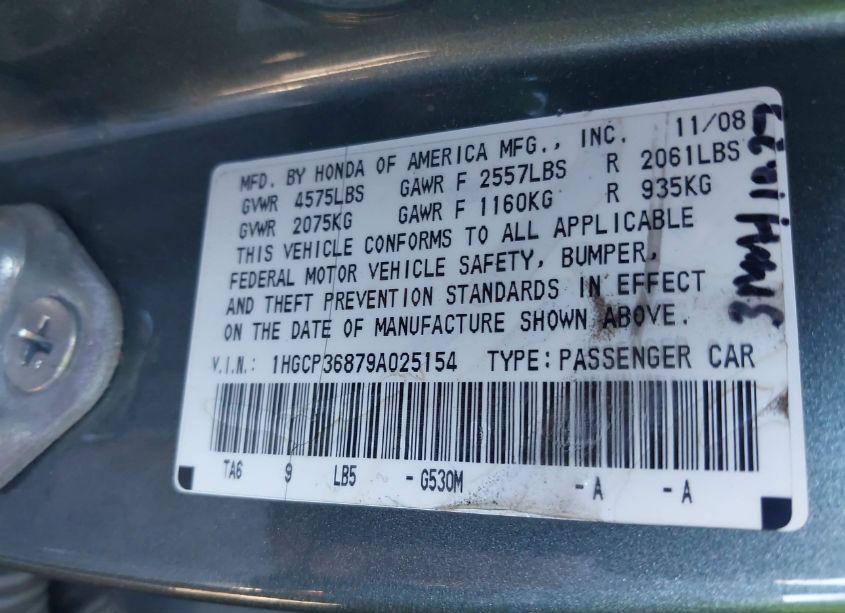 MFD. BY HONDA OF AMERICA MFG., INC. 11/08
GVWR 4575LBS GAWR F 2557LBS R 2061LBS
GVWR 2075KG GAWR F 1160KG R 935KG
THIS VEHICLE CONFORMS TO ALL APPLICABLE
FEDERAL MOTOR VEHICLE SAFETY, BUMPER,
AND THEFT PREVENTION STANDARDS IN EFFECT
ON THE DATE OF MANUFACTURE SHOWN ABOVE.
V.I.N.: 1HGCP36879A025154 TYPE: PASSENGER CAR
TA6 9 LB5 - G530M - A - A